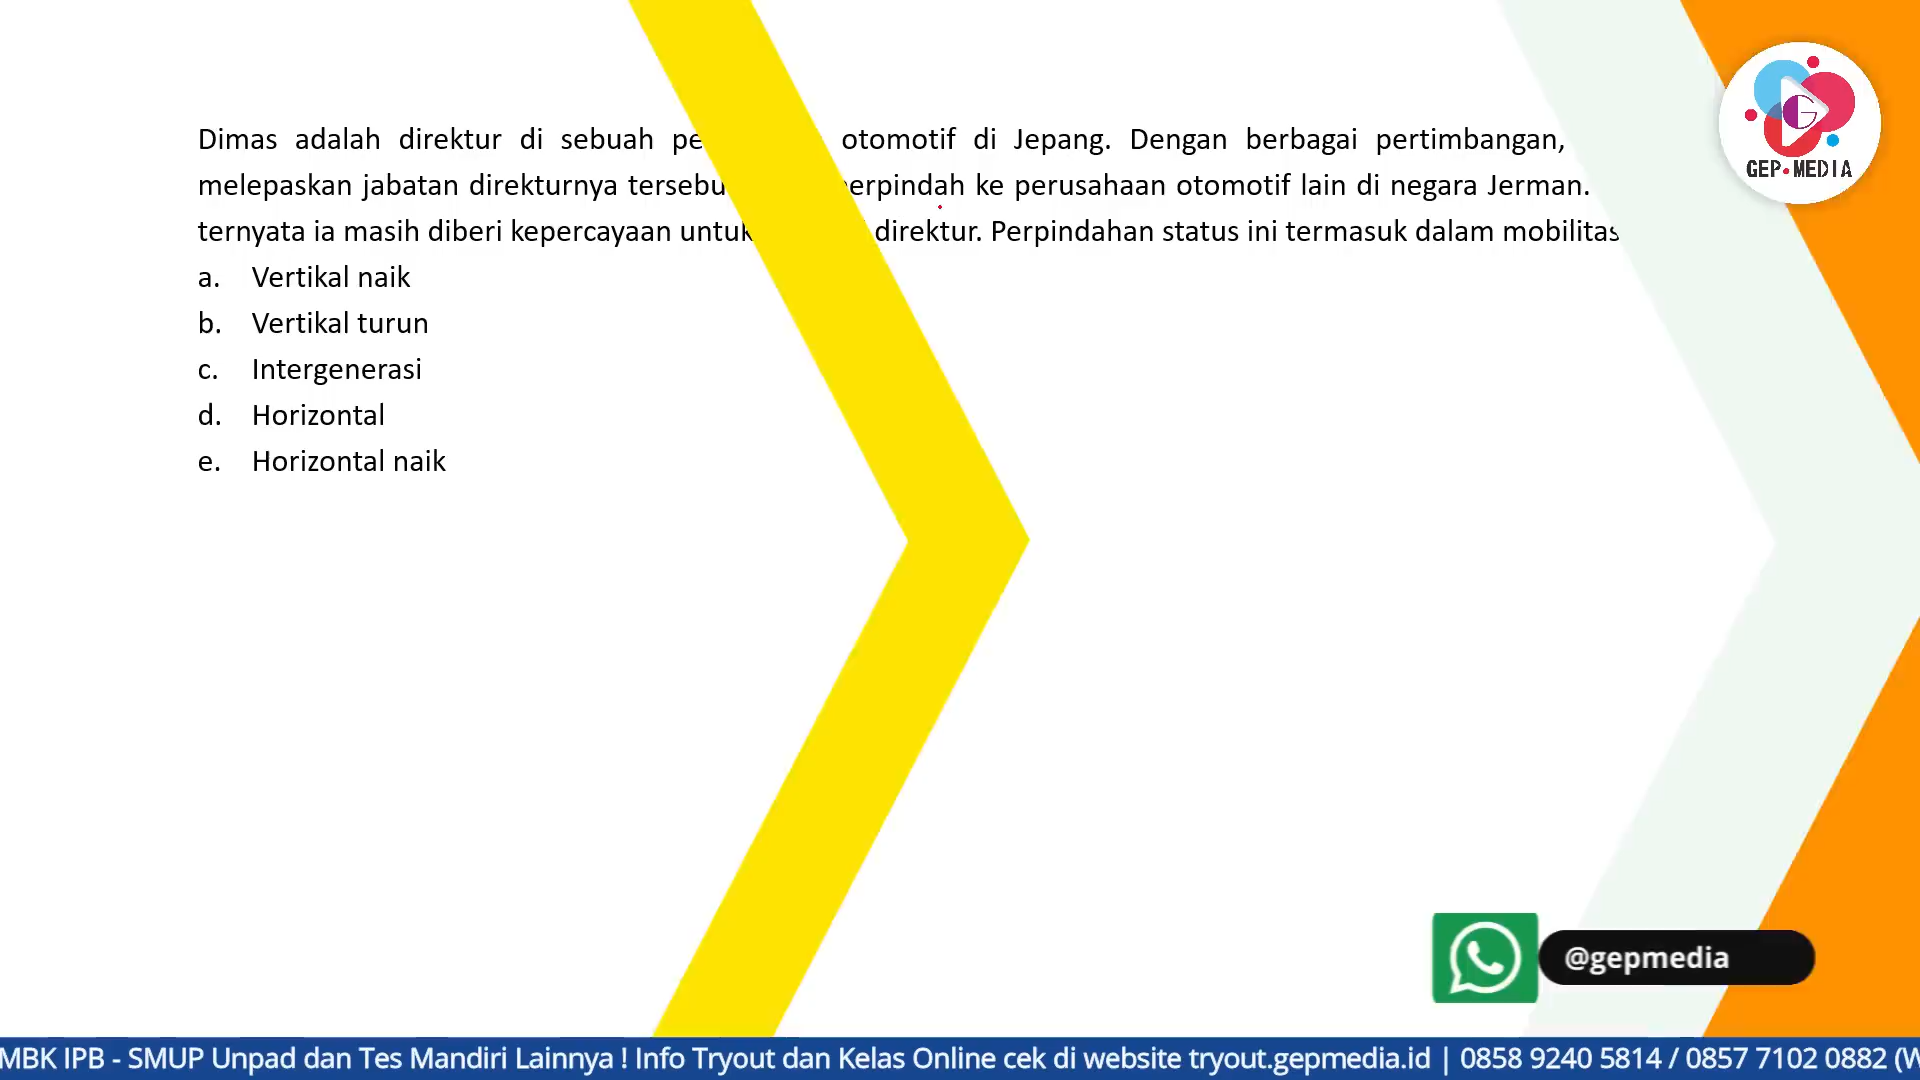 Dimas adalah direktur di sebuah otomotif di Jepang. Dengan berbagai pertimbangan,
melepaskan jabatan direkturnya ke perusahaan otomotif lain di negara Jerman.
ternyata ia masih diberi kepercayaan untuk direktur. Perpindahan status ini termasuk dalam mobilitas
a. Vertikal naik
b. Vertikal turun
c. Intergenerasi
d. Horizontal
e. Horizontal naik
GEP•MEDIA
@gepmedia
MBK IPB - SMUP Unpad dan Tes Mandiri Lainnya ! Info Tryout dan Kelas Online cek di website tryout.gepmedia.id | 0858 9240 5814 / 0857 7102 0882